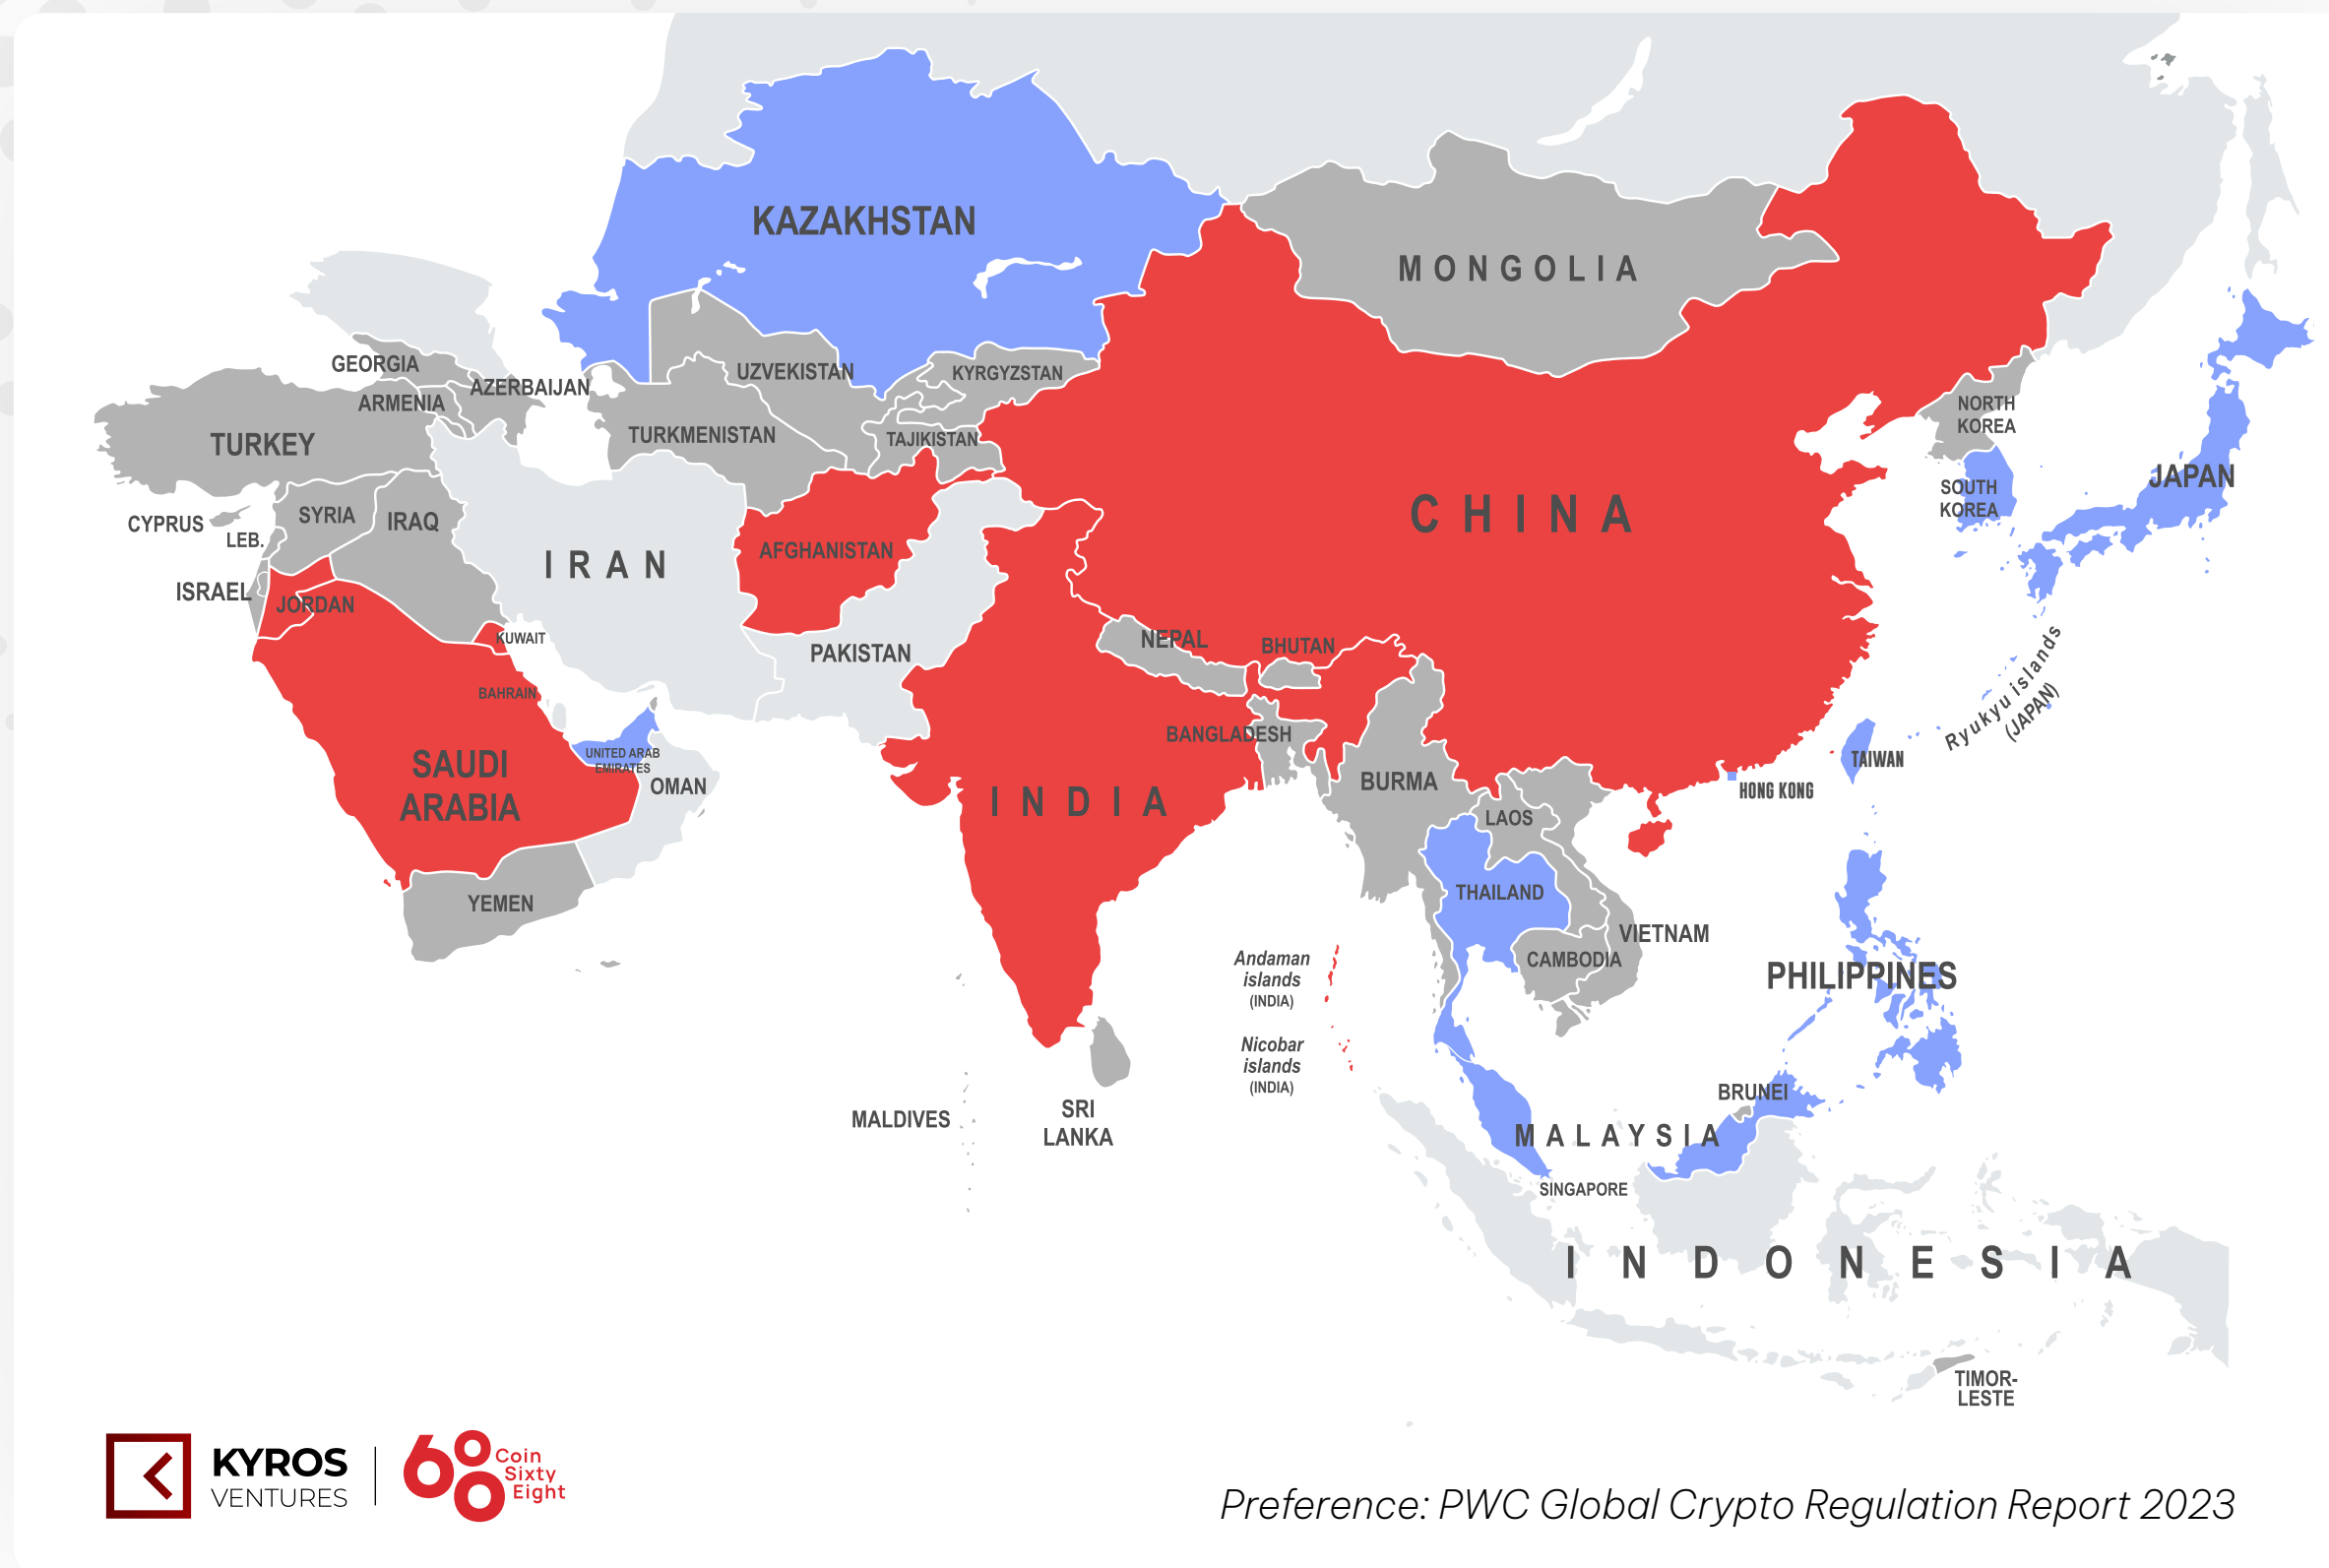 KAZAKHSTAN
MONGOLIA
GEORGIA
AZERBAIJAN
ARMENIA
UZVEKISTAN
KYRGYZSTAN
TURKEY
TURKMENISTAN
TAJIKISTAN
NORTH
KOREA
JAPAN
SOUTH
KOREA
CYPRUS
SYRIA
IRAQ
LEB.
IRAN
AFGHANISTAN
CHINA
ISRAEL
JORDAN
KUWAIT
PAKISTAN
NEPAL
BHUTAN
Ryukyu islands
(JAPAN)
BAHRAIN
BANGLADESH
UNITED ARAB
EMIRATES
SAUDI
ARABIA
OMAN
INDIA
BURMA
TAIWAN
HONG KONG
LAOS
YEMEN
THAILAND
VIETNAM
CAMBODIA
PHILIPPINES
Andaman
islands
(INDIA)
Nicobar
islands
(INDIA)
MALDIVES
SRI
LANKA
BRUNEI
MALAYSIA
SINGAPORE
INDONESIA
TIMOR-
LESTE
KYROS
VENTURES
68
Coin
Sixty
Eight
Preference: PWC Global Crypto Regulation Report 2023